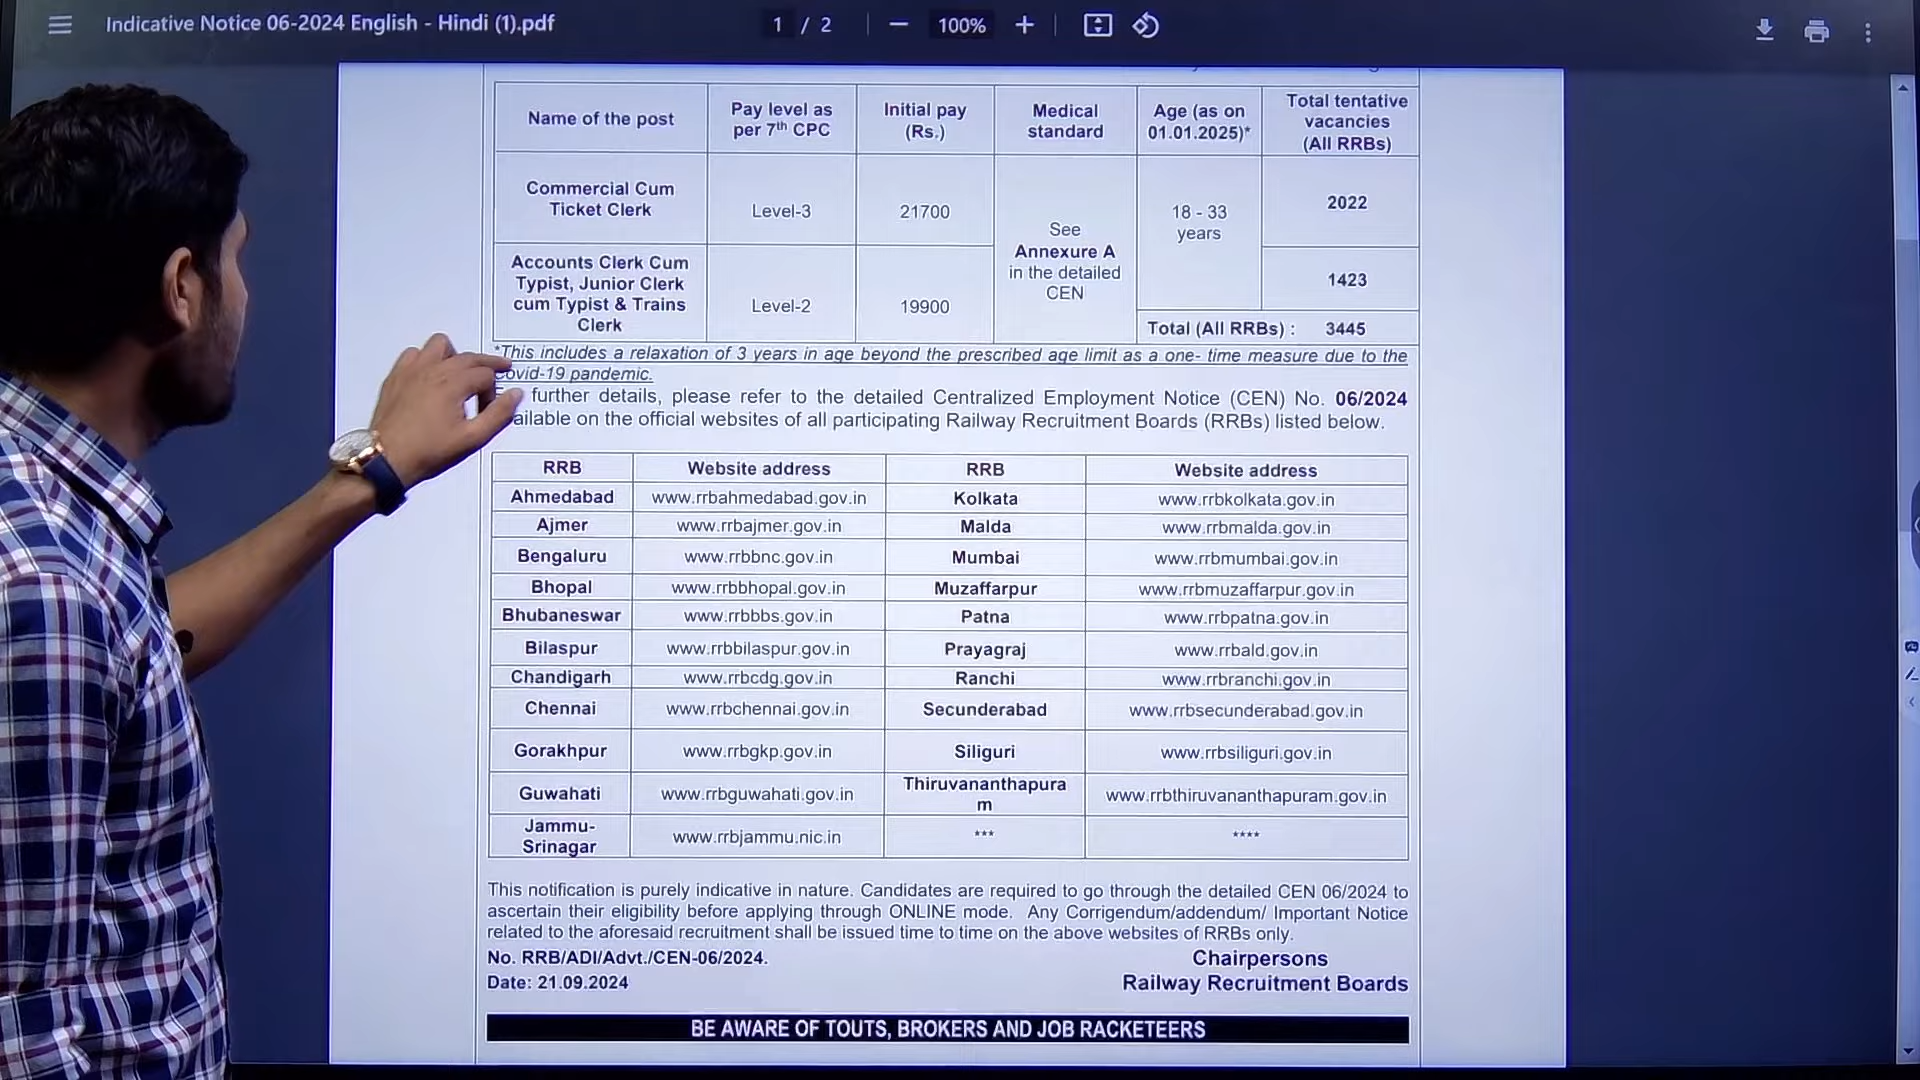 Indicative Notice 06-2024 English - Hindi (1).pdf
1 / 2
100%
Name of the post
Pay level as per 7th CPC
Initial pay (Rs.)
Medical standard
Age (as on 01.01.2025)*
Total tentative vacancies (All RRBs)
Commercial Cum Ticket Clerk
Level-3
21700
See Annexure A in the detailed CEN
18 - 33 years
2022
Accounts Clerk Cum Typist, Junior Clerk cum Typist & Trains Clerk
Level-2
19900
1423
Total (All RRBs) : 3445
*This includes a relaxation of 3 years in age beyond the prescribed age limit as a one- time measure due to the
Covid-19 pandemic.
further details, please refer to the detailed Centralized Employment Notice (CEN) No. 06/2024
on the official websites of all participating Railway Recruitment Boards (RRBs) listed below.
RRB Website address RRB Website address
Ahmedabad www.rrbahmedabad.gov.in Kolkata www.rrbkolkata.gov.in
Ajmer www.rrbajmer.gov.in Malda www.rrbmalda.gov.in
Bengaluru www.rrbbnc.gov.in Mumbai www.rrbmumbai.gov.in
Bhopal www.rrbbhopal.gov.in Muzaffarpur www.rrbmuzaffarpur.gov.in
Bhubaneswar www.rrbbbs.gov.in Patna www.rrbpatna.gov.in
Bilaspur www.rrbbilaspur.gov.in Prayagraj www.rrbald.gov.in
Chandigarh www.rrbcdg.gov.in Ranchi www.rrbranchi.gov.in
Chennai www.rrbchennai.gov.in Secunderabad www.rrbsecunderabad.gov.in
Gorakhpur www.rrbgkp.gov.in Siliguri www.rrbsiliguri.gov.in
Guwahati www.rrbguwahati.gov.in Thiruvananthapuram www.rrbthiruvananthapuram.gov.in
Jammu-Srinagar www.rrbjammu.nic.in *** ****
This notification is purely indicative in nature. Candidates are required to go through the detailed CEN 06/2024 to
ascertain their eligibility before applying through ONLINE mode. Any Corrigendum/addendum/ Important Notice
related to the aforesaid recruitment shall be issued time to time on the above websites of RRBs only.
No. RRB/ADI/Advt./CEN-06/2024.
Chairpersons
Date: 21.09.2024
Railway Recruitment Boards
BE AWARE OF TOUTS, BROKERS AND JOB RACKETEERS